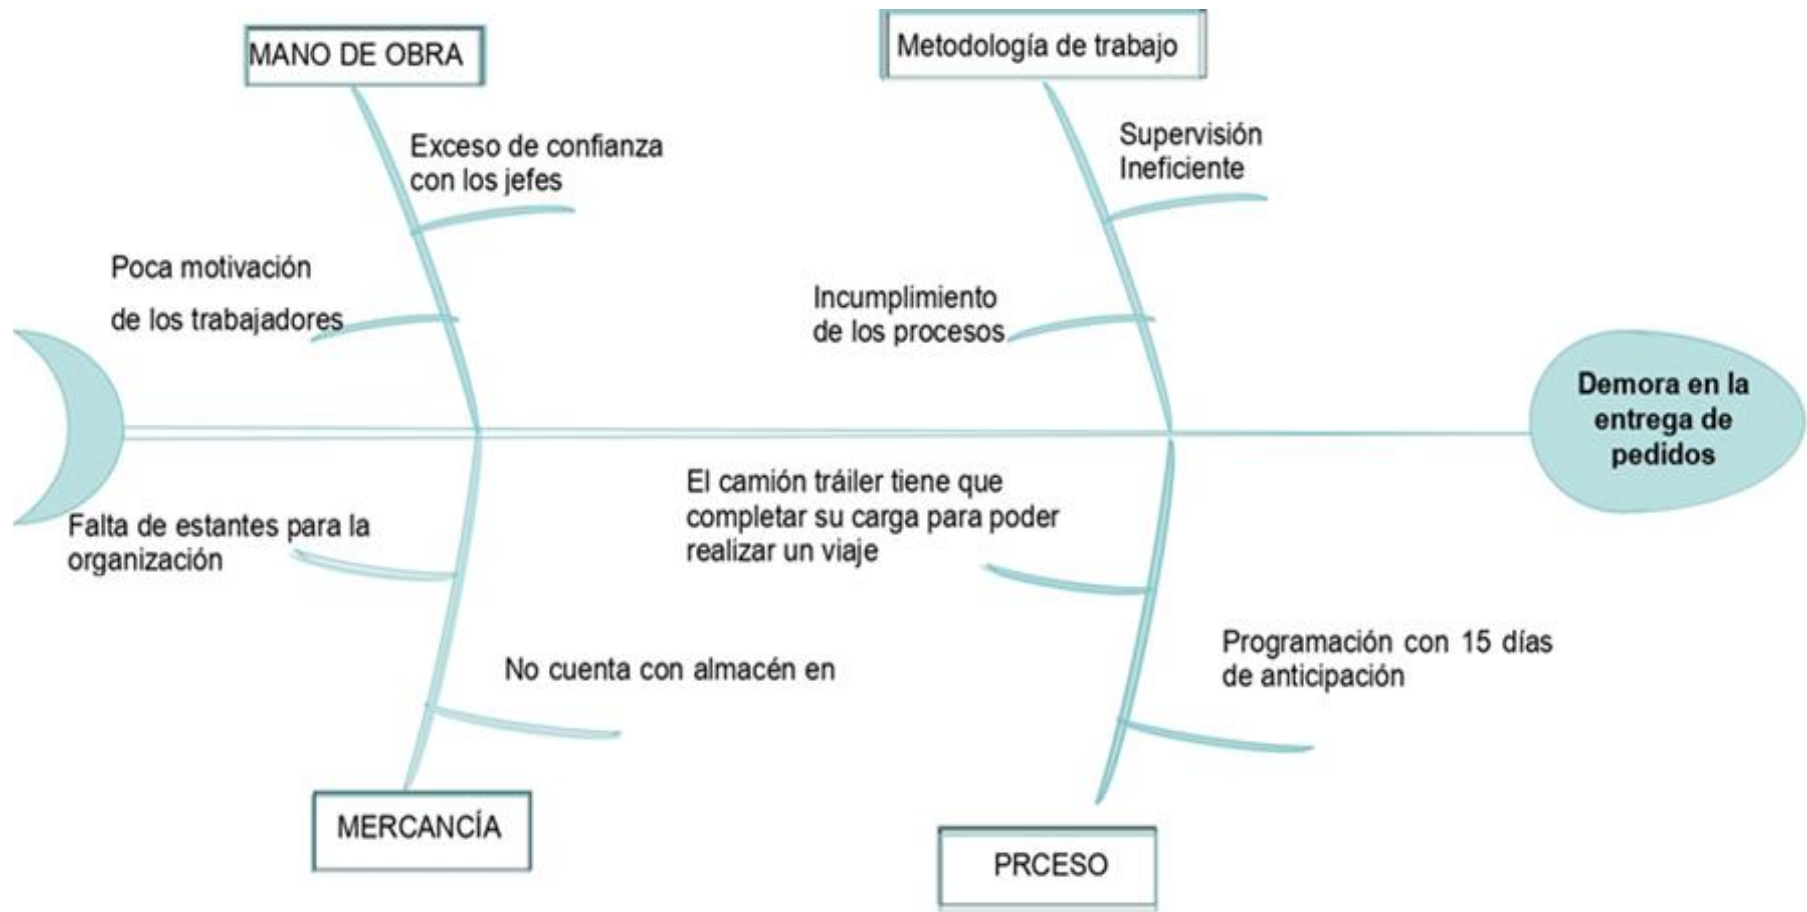 MANO DE OBRA
Metodología de trabajo
Exceso de confianza
con los jefes
Supervisión
Ineficiente
Poca motivación
de los trabajadores
Incumplimiento
de los procesos
Demora en la
entrega de
pedidos
Falta de estantes para la
organización
El camión tráiler tiene que
completar su carga para poder
realizar un viaje
No cuenta con almacén en
Programación con 15 días
de anticipación
MERCANCÍA
PRCESO